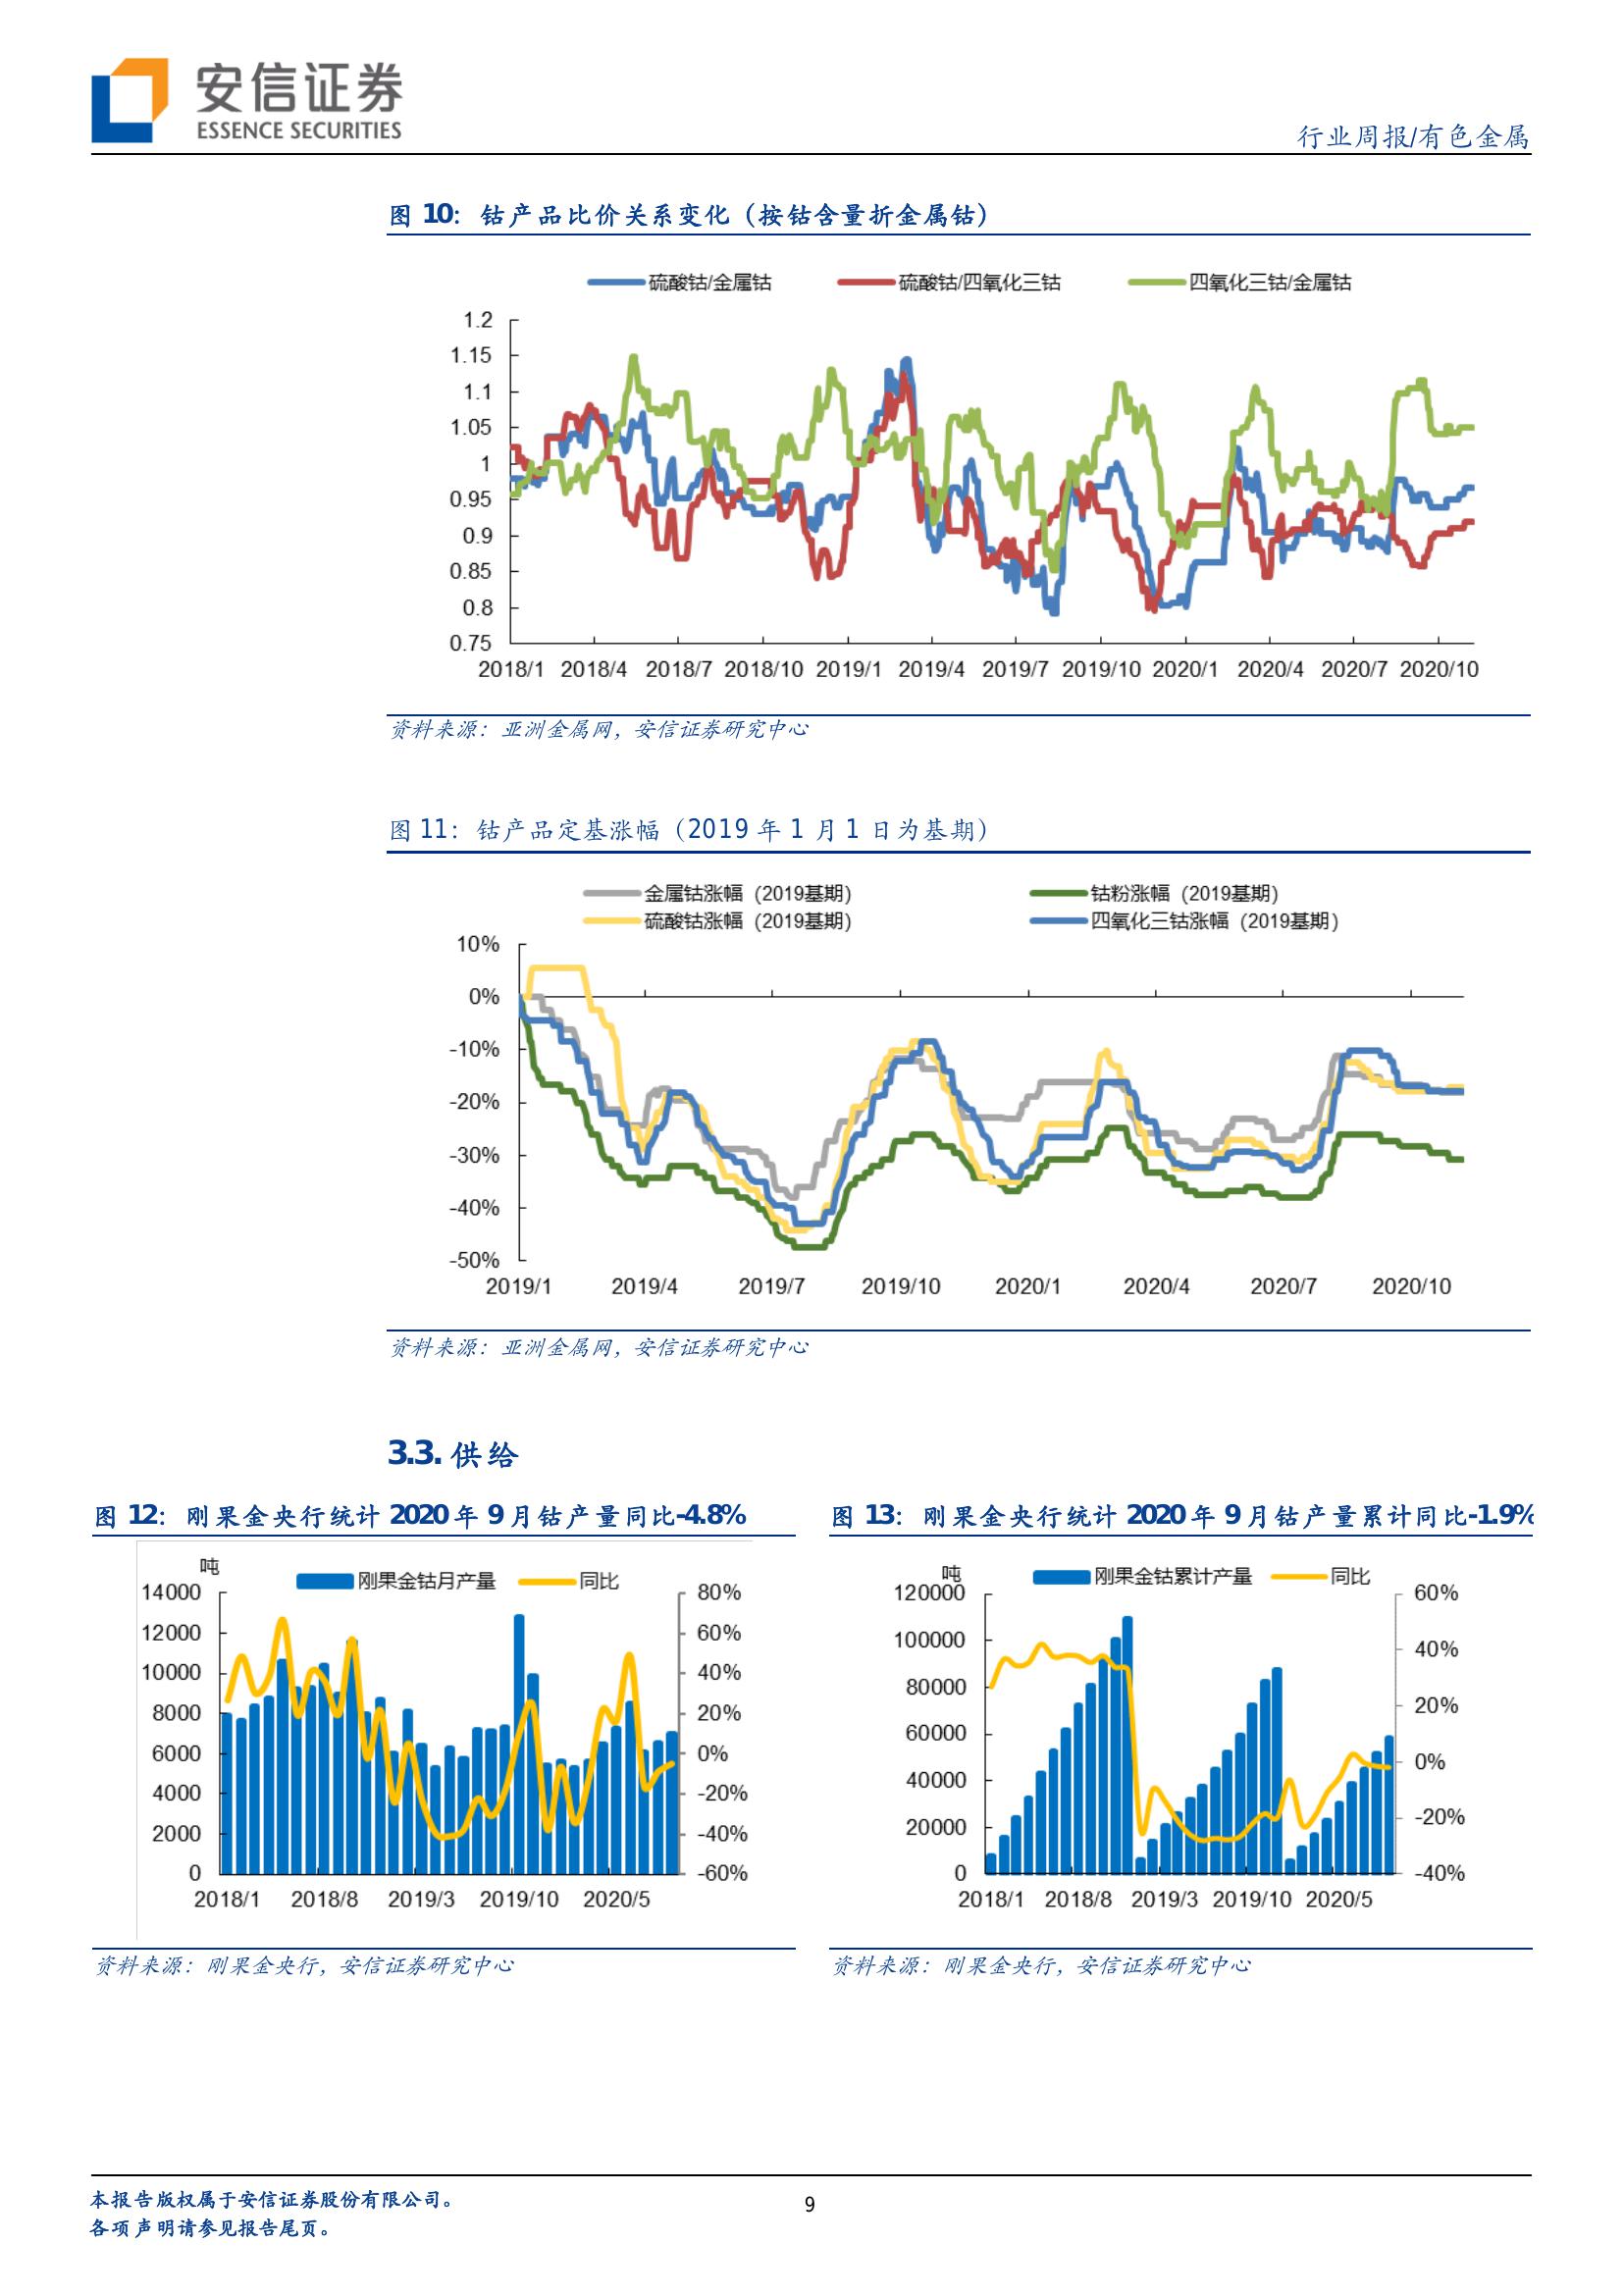 安信证券
ESSENCE SECURITIES
行业周报/有色金属
图 10：钴产品比价关系变化（按钴含量折金属钴）
硫酸钴/金属钴 硫酸钴/四氧化三钴 四氧化三钴/金属钴
1.2
1.15
1.1
1.05
1
0.95
0.9
0.85
0.8
0.75
2018/1 2018/4 2018/7 2018/10 2019/1 2019/4 2019/7 2019/10 2020/1 2020/4 2020/7 2020/10
资料来源：亚洲金属网，安信证券研究中心
图 11：钴产品定基涨幅（2019 年 1 月 1 日为基期）
金属钴涨幅（2019基期） 钴粉涨幅（2019基期）
硫酸钴涨幅（2019基期） 四氧化三钴涨幅（2019基期）
10%
0%
-10%
-20%
-30%
-40%
-50%
2019/1 2019/4 2019/7 2019/10 2020/1 2020/4 2020/7 2020/10
资料来源：亚洲金属网，安信证券研究中心
3.3. 供给
图 12：刚果金央行统计 2020 年 9 月钴产量同比-4.8%
吨
刚果金钴月产量 同比
14000 80%
12000 60%
10000 40%
8000 20%
6000 0%
4000 -20%
2000 -40%
0 -60%
2018/1 2018/8 2019/3 2019/10 2020/5
资料来源：刚果金央行，安信证券研究中心
图 13：刚果金央行统计 2020 年 9 月钴产量累计同比-1.9%
吨
刚果金钴累计产量 同比
120000
100000
80000
60000
40000
20000
0
60%
40%
20%
0%
-20%
-40%
2018/1 2018/8 2019/3 2019/10 2020/5
资料来源：刚果金央行，安信证券研究中心
本报告版权属于安信证券股份有限公司。
各项声明请参见报告尾页。
9